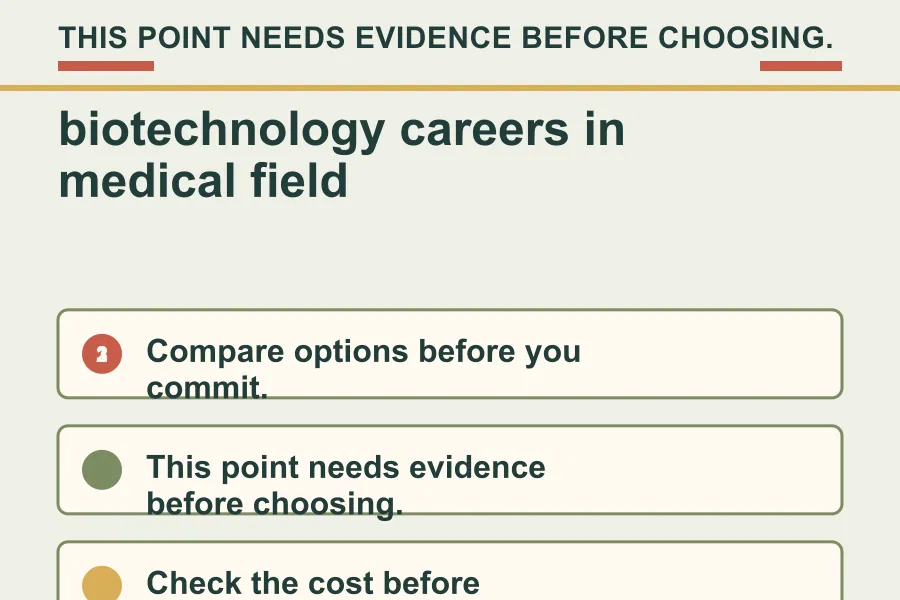 THIS POINT NEEDS EVIDENCE BEFORE CHOOSING.
biotechnology careers in
medical field
Compare options before you
commit.
This point needs evidence
before choosing.
Check the cost before